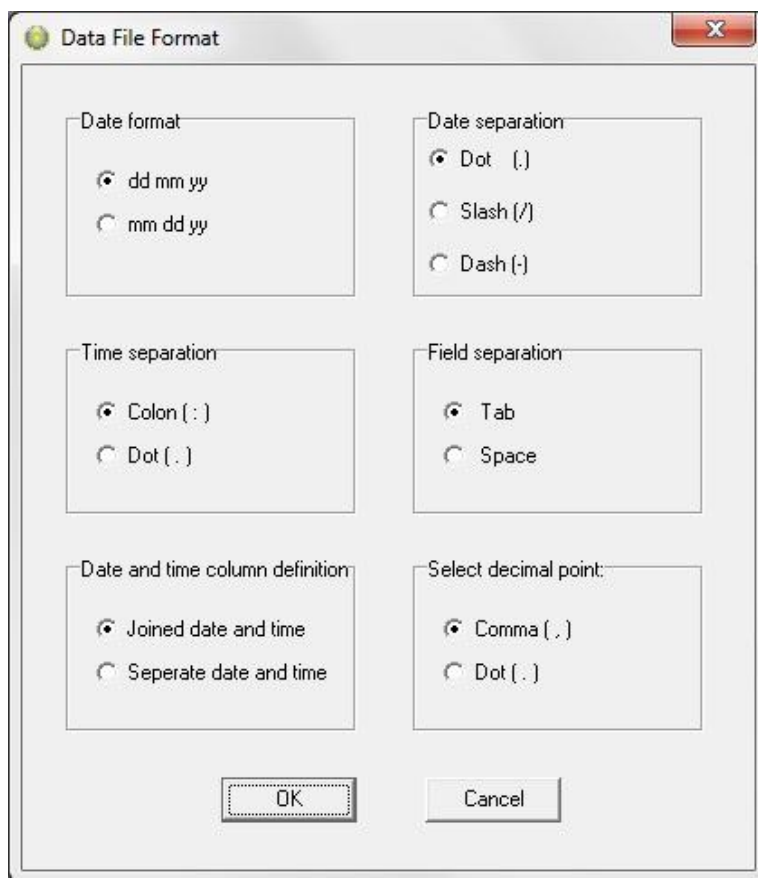 Data File Format
Date format
dd mm yy
mm dd yy
Date separation
Dot (.)
Slash (/)
Dash (-)
Time separation
Colon ( : )
Dot ( . )
Field separation
Tab
Space
Date and time column definition
Joined date and time
Seperate date and time
Select decimal point:
Comma ( , )
Dot ( . )
OK
Cancel